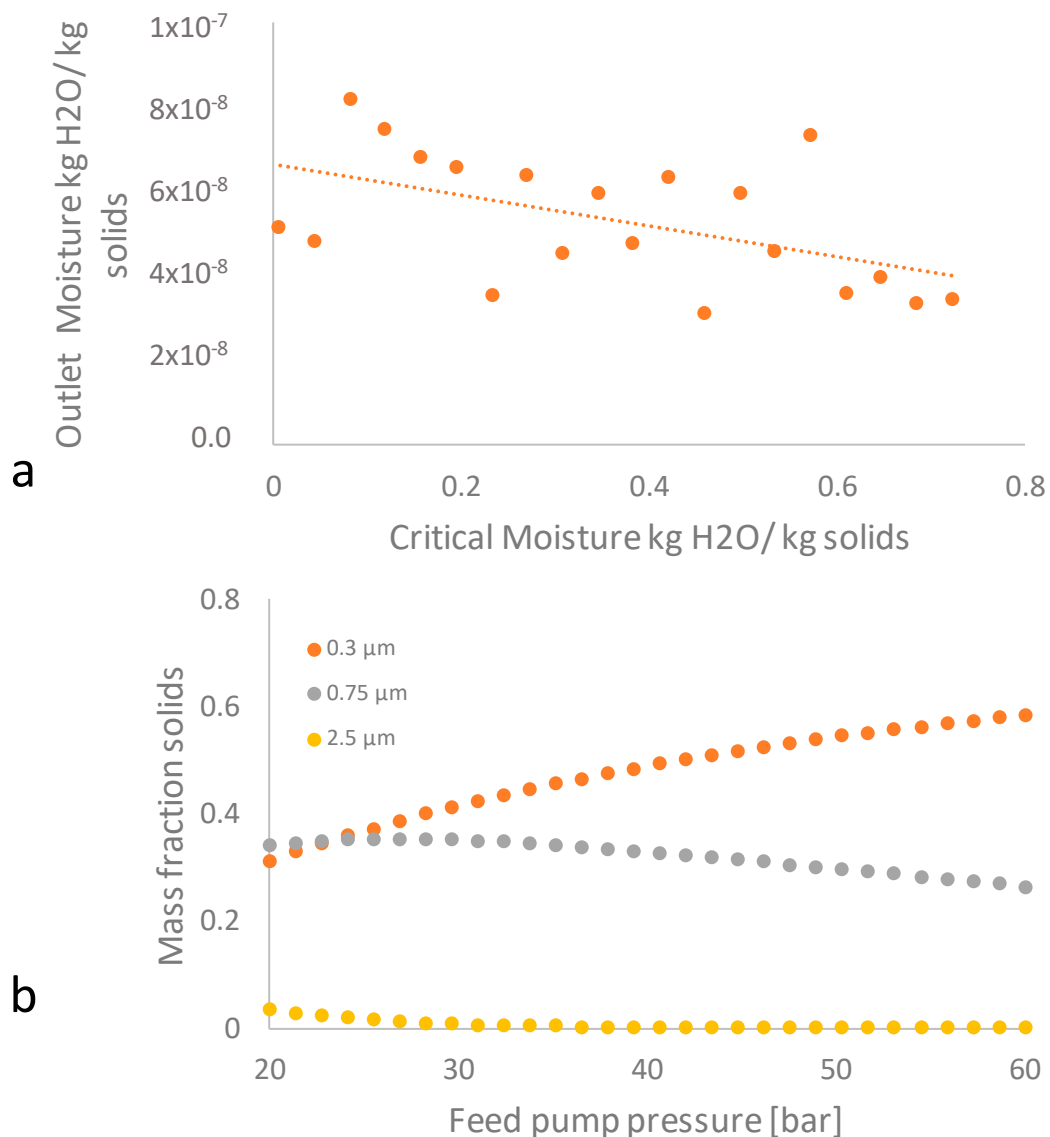 1x10-7
8x10-8
6x10-8
4x10-8
2x10-8
0.0
Outlet Moisture kg H2O/ kg
solids
a
0
0.2
0.4
0.6
0.8
Critical Moisture kg H2O/ kg solids
0.8
0.6
0.4
0.2
0
Mass fraction solids
0.3 µm
0.75 µm
2.5 µm
b
20
30
40
50
60
Feed pump pressure [bar]